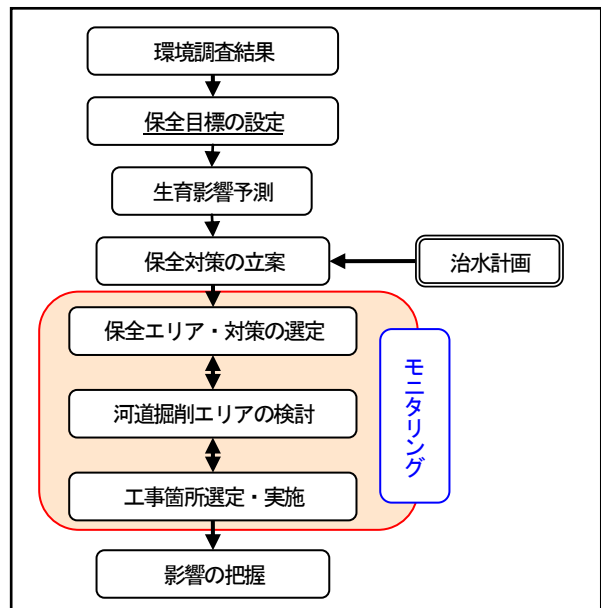 環境調査結果
保全目標の設定
生育影響予測
保全対策の立案
治水計画
保全エリア・対策の選定
河道掘削エリアの検討
工事箇所選定・実施
モニタリング
影響の把握